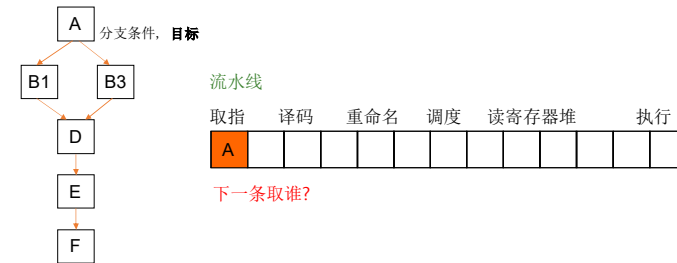 A
分支条件, 目标
B1
B3
D
E
F
流水线
取指 译码 重命名 调度 读寄存器堆 执行
A
下一条取谁?